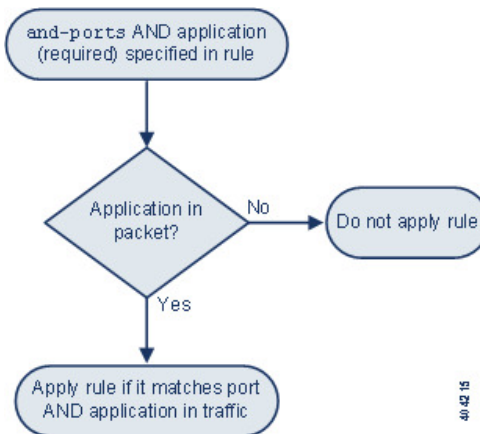 and-ports AND application
(required) specified in rule
Application in
packet?
No
Do not apply rule
Yes
Apply rule if it matches port
AND application in traffic
404215